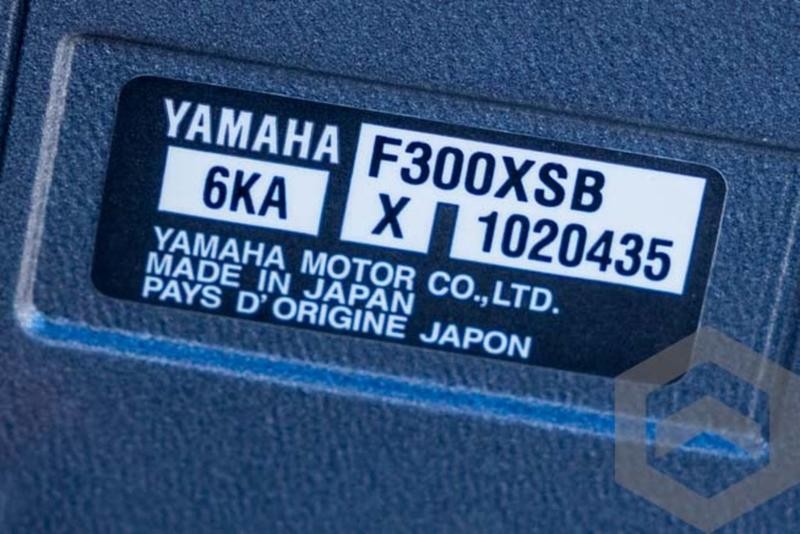 YAMAHA F300XSB
6KA X 1020435
YAMAHA MOTOR CO.,LTD.
MADE IN JAPAN
PAYS D'ORIGINE JAPON